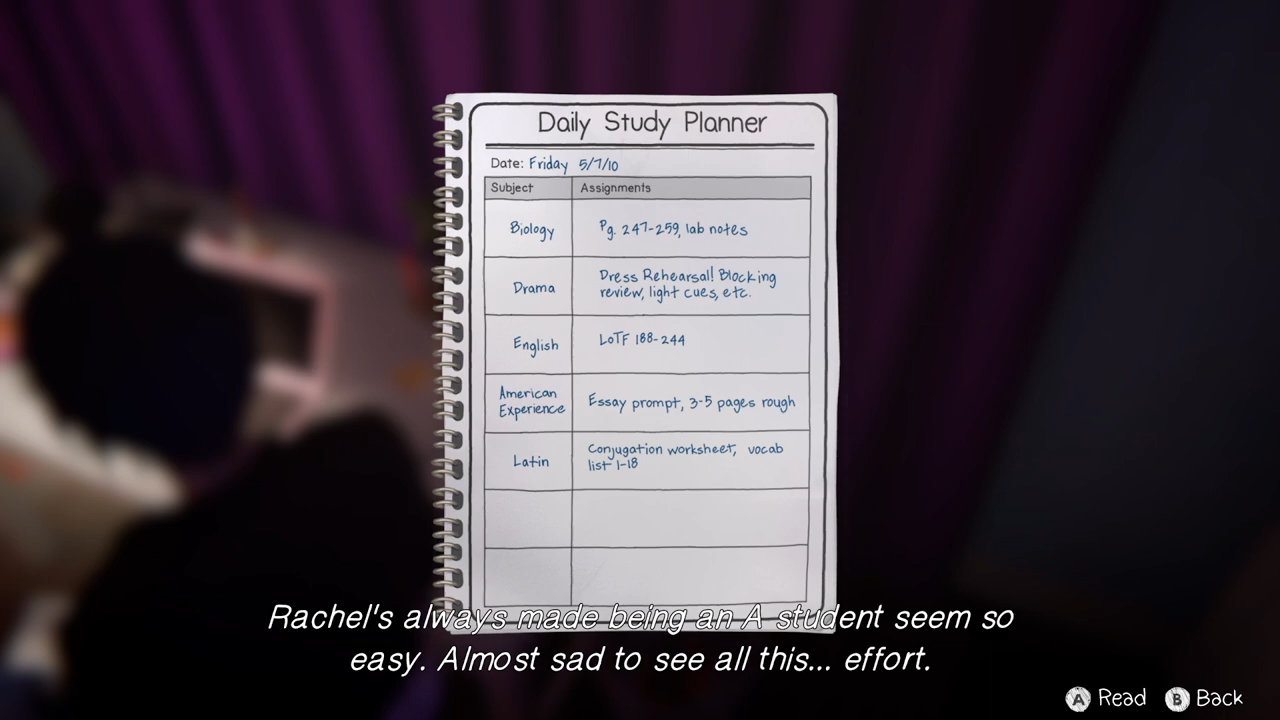 Daily Study Planner
Date: Friday 5/7/10
Subject Assignments
Biology Pg. 247-259, lab notes
Drama Dress Rehearsal! Blocking
review, light cues, etc.
English LoTF 188-244
American
Experience Essay prompt, 3-5 pages rough
Latin Conjugation worksheet, vocab
list 1-18
Rachel's always made being an A student seem so
easy. Almost sad to see all this... effort.
A Read B Back